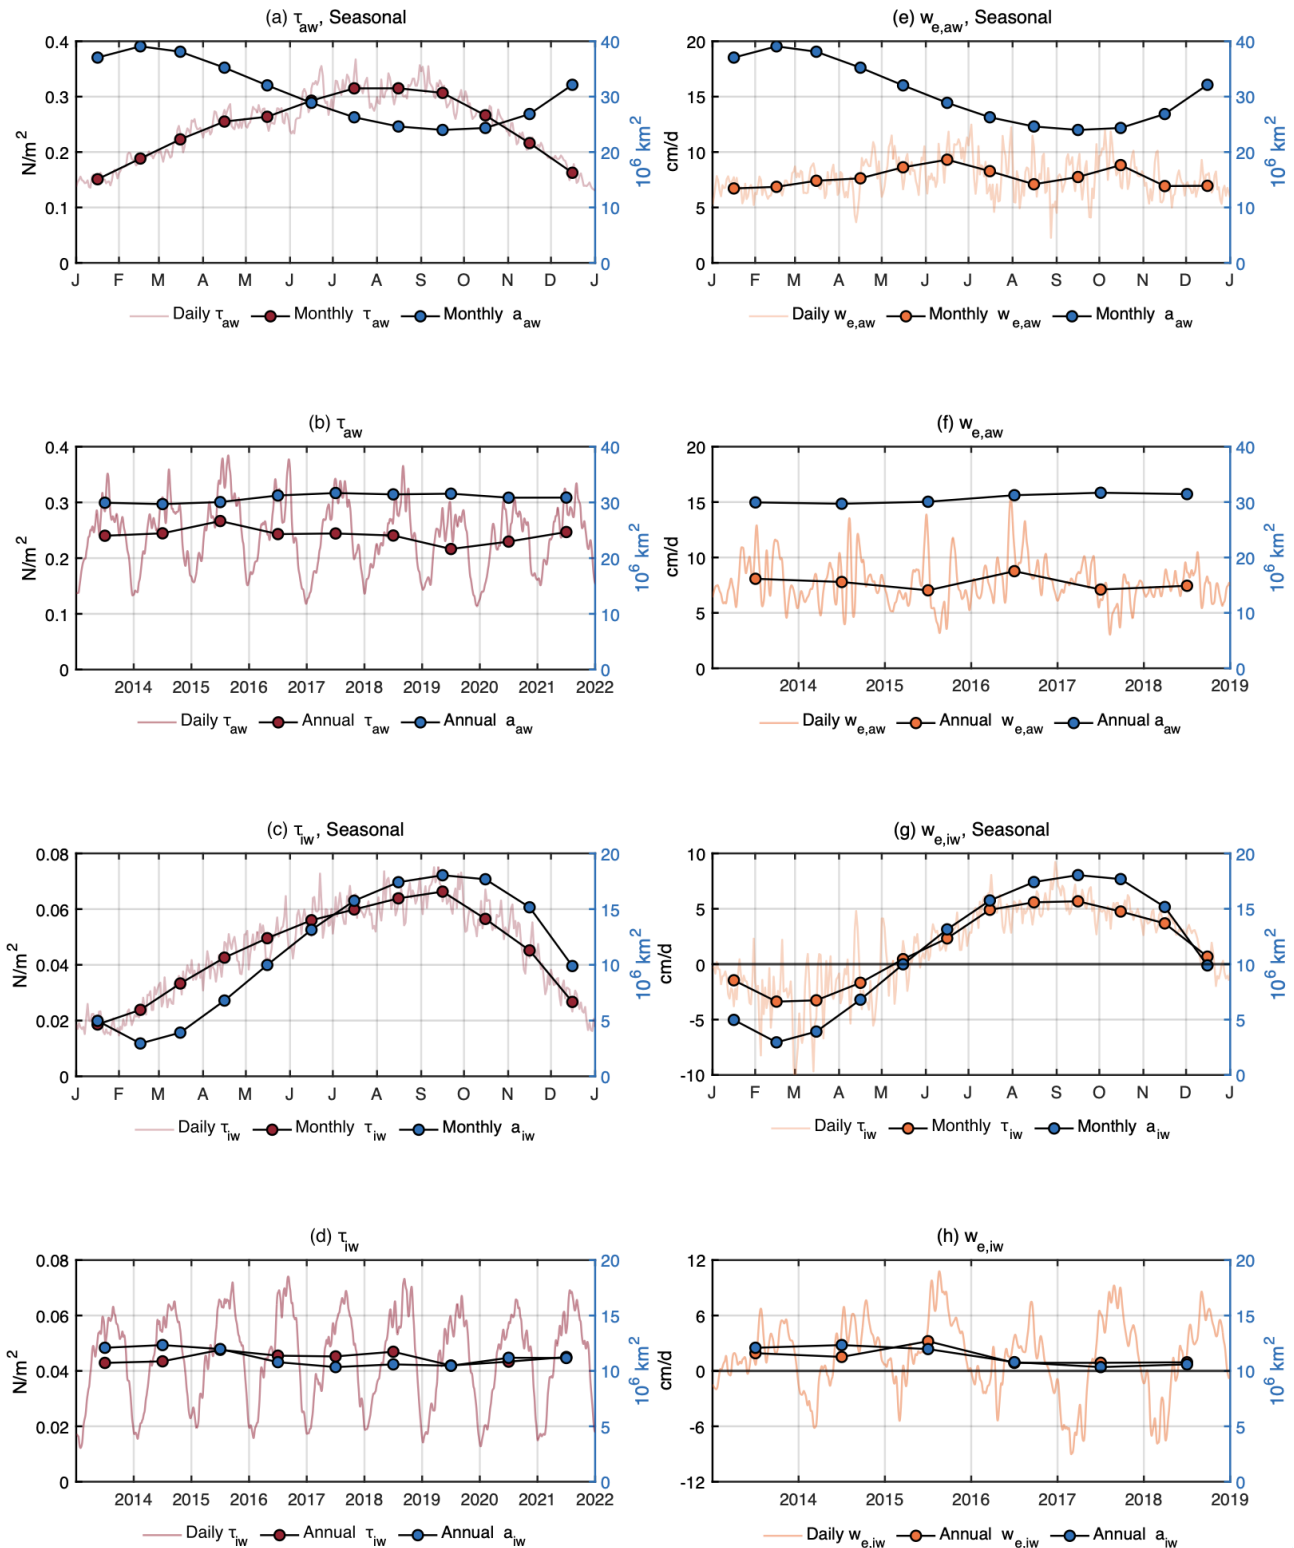 (a) τaw, Seasonal
0.4
0.3
0.2
0.1
0
N/m2
40
30
20
10
0
10^6 km2
J F M A M J J A S O N D J
Daily τaw Monthly τaw Monthly aaw
(e) we,aw, Seasonal
20
15
10
5
0
cm/d
40
30
20
10
0
10^6 km2
J F M A M J J A S O N D J
Daily we,aw Monthly we,aw Monthly aaw
(b) τaw
0.4
0.3
0.2
0.1
0
N/m2
40
30
20
10
0
10^6 km2
2014 2015 2016 2017 2018 2019 2020 2021 2022
Daily τaw Annual τaw Annual aaw
(f) we,aw
20
15
10
5
0
cm/d
40
30
20
10
0
10^6 km2
2014 2015 2016 2017 2018 2019
Daily we,aw Annual we,aw Annual aaw
(c) τiw, Seasonal
0.08
0.06
0.04
0.02
0
N/m2
20
15
10
5
0
10^6 km2
J F M A M J J A S O N D J
Daily τiw Monthly τiw Monthly aiw
(g) we,iw, Seasonal
10
5
0
-5
-10
cm/d
20
15
10
5
0
10^6 km2
J F M A M J J A S O N D J
Daily τiw Monthly τiw Monthly aiw
(d) τiw
0.08
0.06
0.04
0.02
0
N/m2
20
15
10
5
0
10^6 km2
2014 2015 2016 2017 2018 2019 2020 2021 2022
Daily τiw Annual τiw Annual aiw
(h) we,iw
12
6
0
-6
-12
cm/d
20
15
10
5
0
10^6 km2
2014 2015 2016 2017 2018 2019
Daily we,iw Annual we,iw Annual aiw